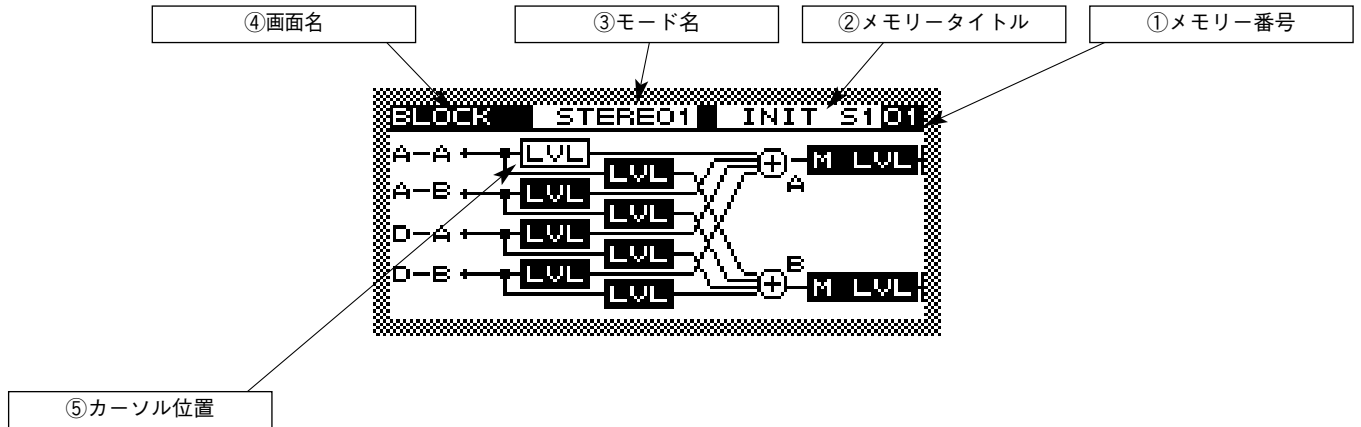 ④画面名
③モード名
②メモリータイトル
①メモリー番号
BLOCK STEREO1 INIT S1 01
A-A LVL M LVL
LVL
A
A-B LVL
LVL
D-A LVL
LVL
B
D-B LVL M LVL
LVL
⑤カーソル位置